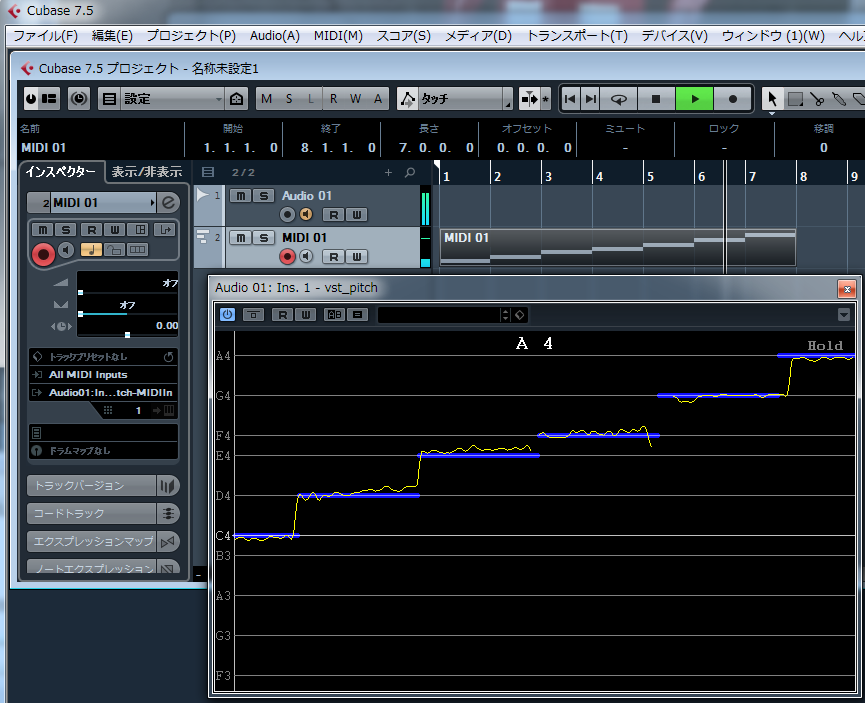 Cubase 7.5
ファイル(F) 編集(E) プロジェクト(P) Audio(A) MIDI(M) スコア(S) メディア(D) トランスポート(T) デバイス(V) ウィンドウ (1)(W) ヘル
Cubase 7.5 プロジェクト - 名称未設定1
設定 M S L R W A タッチ
名前 開始 終了 長さ オフセット ミュート ロック 移調
MIDI 01 1. 1. 1. 0 8. 1. 1. 0 7. 0. 0. 0 0. 0. 0. 0 - - 0
インスペクター 表示/非表示 2/2 + 1 2 3 4 5 6 7 8 9
2 MIDI 01 e
1 m S Audio 01
R W
m S R W
2 m S MIDI 01
R W
MIDI 01
オフ
オフ
0.00
トラックプリセットなし
All MIDI Inputs
Audio01:In...tch-MIDIIn
1
ドラムマップなし
トラックバージョン
コードトラック
エクスプレッションマップ
ノートエクスプレッション
Audio 01: Ins. 1 - vst_pitch x
R W AB
A 4 Hold
A4
G4
F4
E4
D4
C4
B3
A3
G3
F3